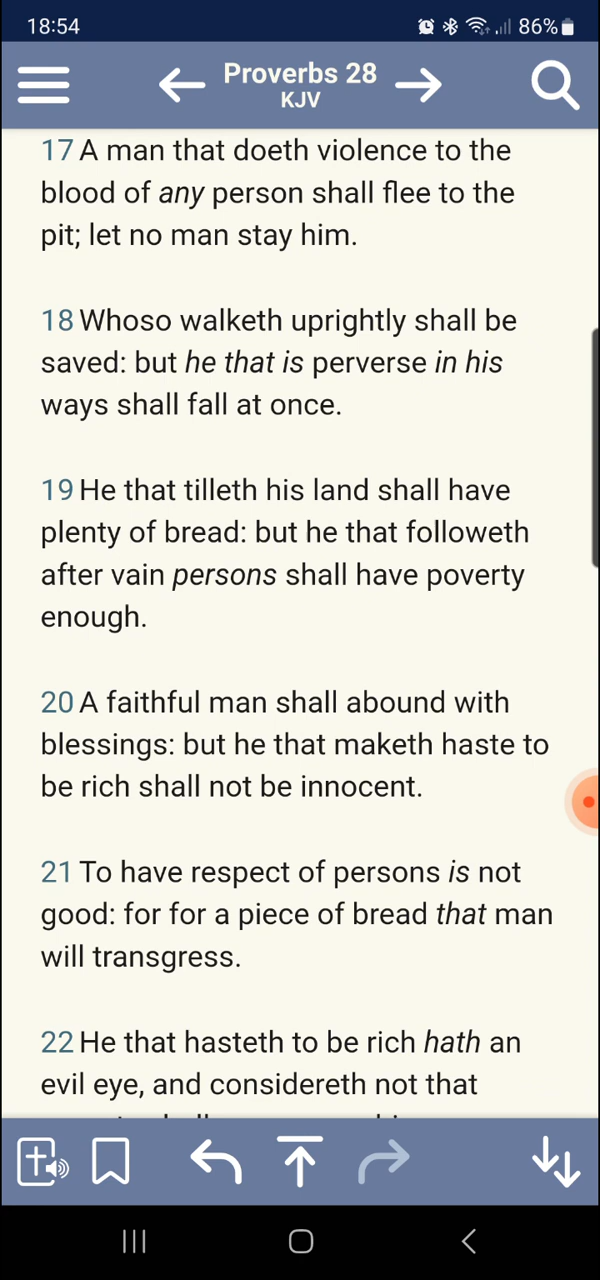 18:54 86%
Proverbs 28
KJV
17 A man that doeth violence to the
blood of any person shall flee to the
pit; let no man stay him.
18 Whoso walketh uprightly shall be
saved: but he that is perverse in his
ways shall fall at once.
19 He that tilleth his land shall have
plenty of bread: but he that followeth
after vain persons shall have poverty
enough.
20 A faithful man shall abound with
blessings: but he that maketh haste to
be rich shall not be innocent.
21 To have respect of persons is not
good: for for a piece of bread that man
will transgress.
22 He that hasteth to be rich hath an
evil eye, and considereth not that